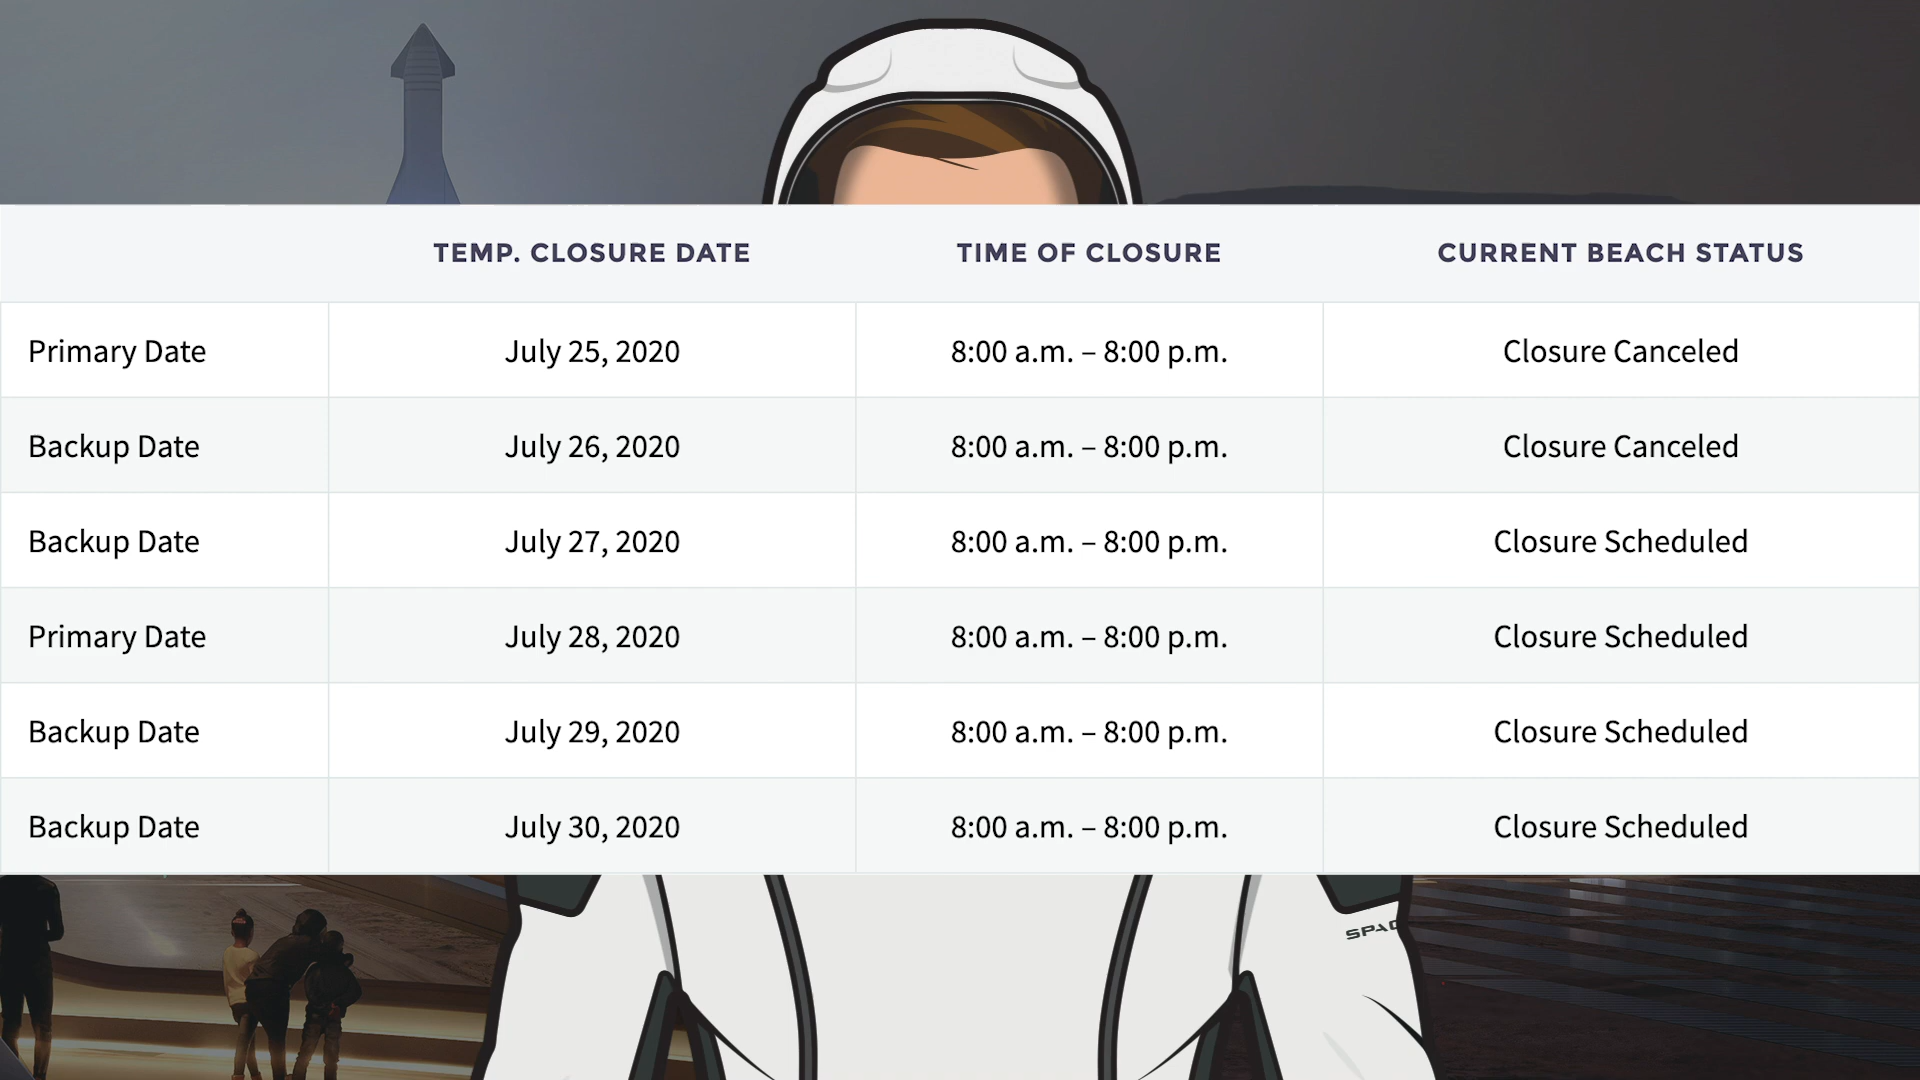 TEMP. CLOSURE DATE TIME OF CLOSURE CURRENT BEACH STATUS
Primary Date July 25, 2020 8:00 a.m. – 8:00 p.m. Closure Canceled
Backup Date July 26, 2020 8:00 a.m. – 8:00 p.m. Closure Canceled
Backup Date July 27, 2020 8:00 a.m. – 8:00 p.m. Closure Scheduled
Primary Date July 28, 2020 8:00 a.m. – 8:00 p.m. Closure Scheduled
Backup Date July 29, 2020 8:00 a.m. – 8:00 p.m. Closure Scheduled
Backup Date July 30, 2020 8:00 a.m. – 8:00 p.m. Closure Scheduled
SPAC